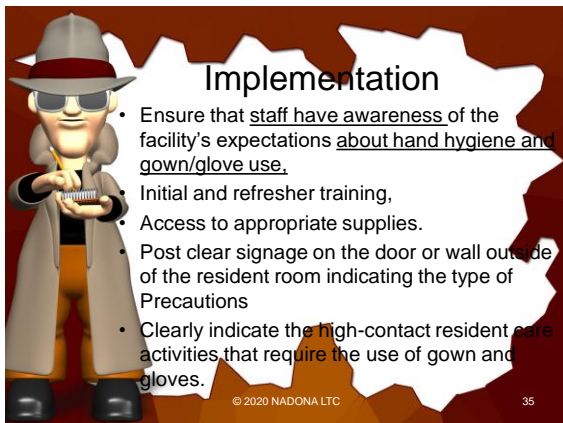 Implementation
• Ensure that staff have awareness of the
facility's expectations about hand hygiene and
gown/glove use,
• Initial and refresher training,
• Access to appropriate supplies.
• Post clear signage on the door or wall outside
of the resident room indicating the type of
Precautions
• Clearly indicate the high-contact resident care
activities that require the use of gown and
gloves.
© 2020 NADONA LTC
35